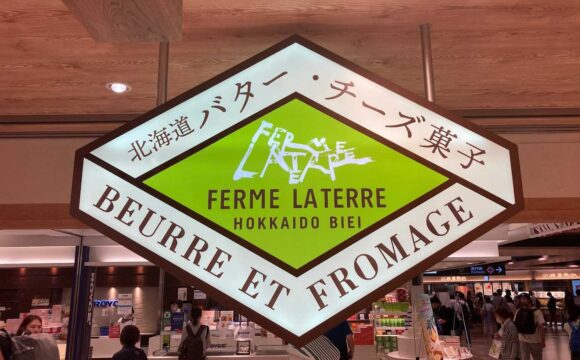 北海道 バター・チーズ菓子
FERME LATERRE
FERME LATERRE
HOKKAIDO BIEI
BEURRE ET FROMAGE
ROYCE'